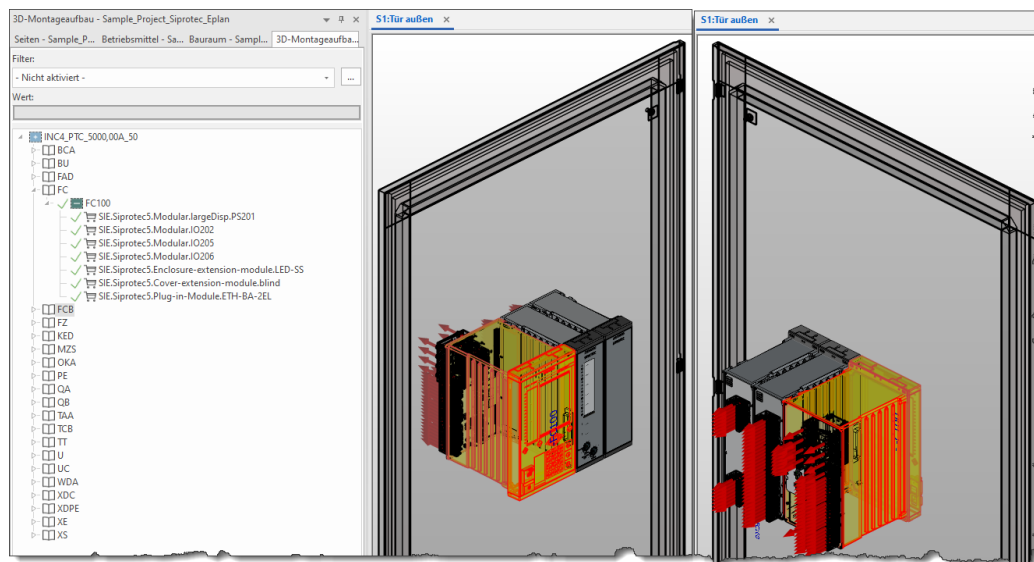 3D-Montageaufbau - Sample_Project_Siprotec_Eplan
Seiten - Sample_P... Betriebsmittel - Sa... Bauraum - Sampl... 3D-Montageaufba...
Filter:
- Nicht aktiviert -
...
Wert:
INC4_PTC_5000,00A_50
BCA
BU
FAD
FC
FC100
SIE.Siprotec5.Modular.largeDisp.PS201
SIE.Siprotec5.Modular.IO202
SIE.Siprotec5.Modular.IO205
SIE.Siprotec5.Modular.IO206
SIE.Siprotec5.Enclosure-extension-module.LED-SS
SIE.Siprotec5.Cover-extension-module.blind
SIE.Siprotec5.Plug-in-Module.ETH-BA-2EL
FCB
FZ
KED
MZS
OKA
PE
QA
QB
TAA
TCB
TT
U
UC
WDA
XDC
XDPE
XE
XS
S1:Tür außen
FC100
S1:Tür außen